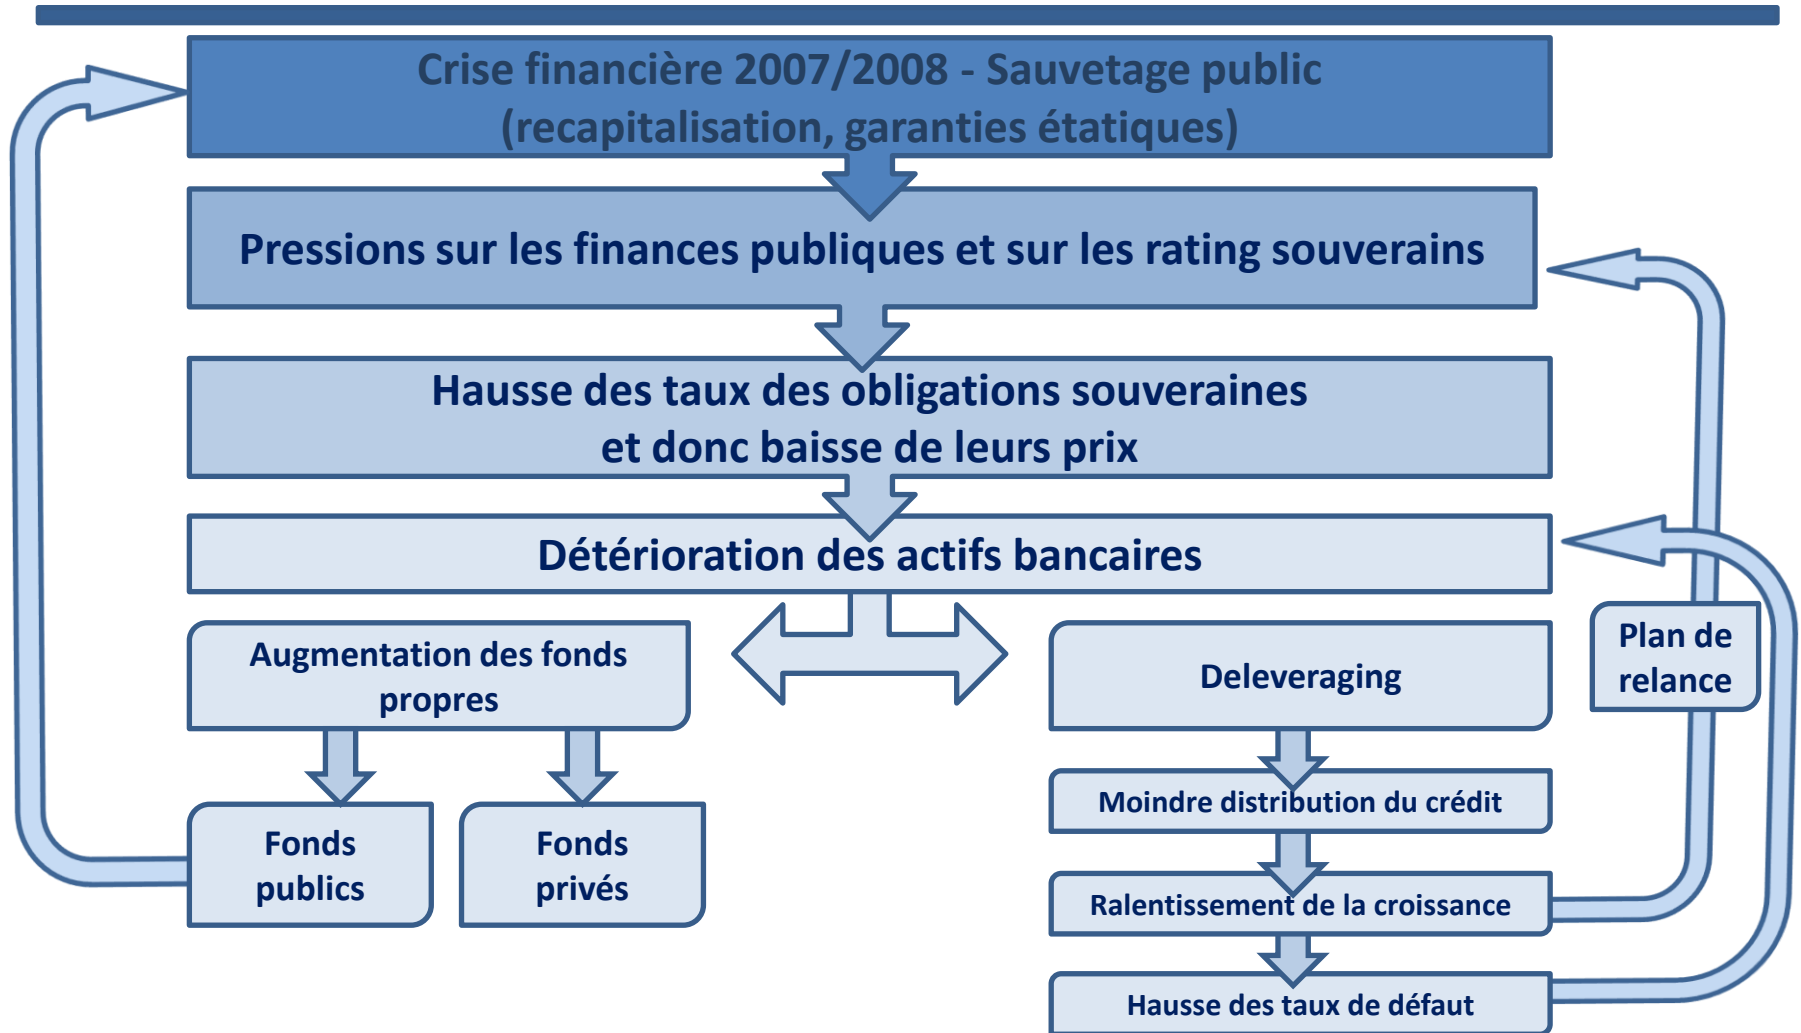 Crise financière 2007/2008 - Sauvetage public
(recapitalisation, garanties étatiques)
Pressions sur les finances publiques et sur les rating souverains
Hausse des taux des obligations souveraines
et donc baisse de leurs prix
Détérioration des actifs bancaires
Augmentation des fonds
propres
Deleveraging
Plan de
relance
Moindre distribution du crédit
Fonds
publics
Fonds
privés
Ralentissement de la croissance
Hausse des taux de défaut